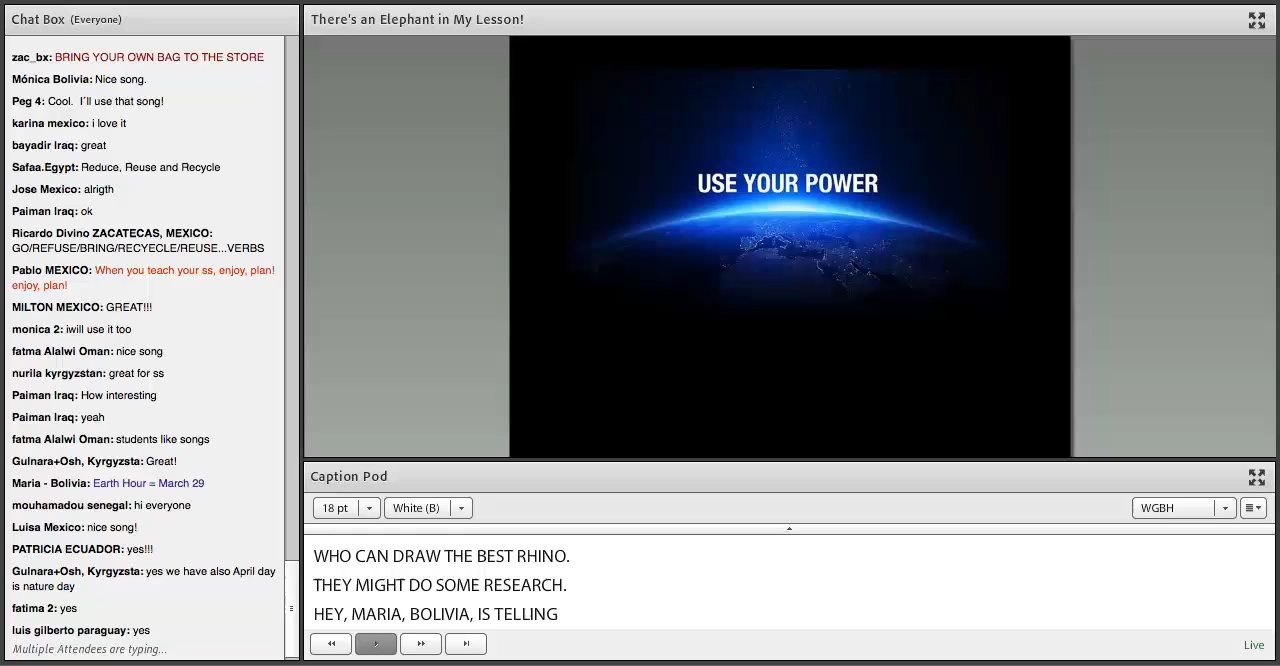 Chat Box (Everyone)
zac_bx: BRING YOUR OWN BAG TO THE STORE
Mónica Bolivia: Nice song.
Peg 4: Cool. I´ll use that song!
karina mexico: i love it
bayadir Iraq: great
Safaa.Egypt: Reduce, Reuse and Recycle
Jose Mexico: alrigth
Paiman Iraq: ok
Ricardo Divino ZACATECAS, MEXICO:
GO/REFUSE/BRING/RECYECLE/REUSE...VERBS
Pablo MEXICO: When you teach your ss, enjoy, plan!
enjoy, plan!
MILTON MEXICO: GREAT!!!
monica 2: iwill use it too
fatma Alalwi Oman: nice song
nurila kyrgyzstan: great for ss
Paiman Iraq: How interesting
Paiman Iraq: yeah
fatma Alalwi Oman: students like songs
Gulnara+Osh, Kyrgyzsta: Great!
Maria - Bolivia: Earth Hour = March 29
mouhamadou senegal: hi everyone
Luisa Mexico: nice song!
PATRICIA ECUADOR: yes!!!
Gulnara+Osh, Kyrgyzsta: yes we have also April day
is nature day
fatima 2: yes
luis gilberto paraguay: yes
Multiple Attendees are typing...
There's an Elephant in My Lesson!
USE YOUR POWER
Caption Pod
18 pt
White (B)
WGBH
WHO CAN DRAW THE BEST RHINO.
THEY MIGHT DO SOME RESEARCH.
HEY, MARIA, BOLIVIA, IS TELLING
Live